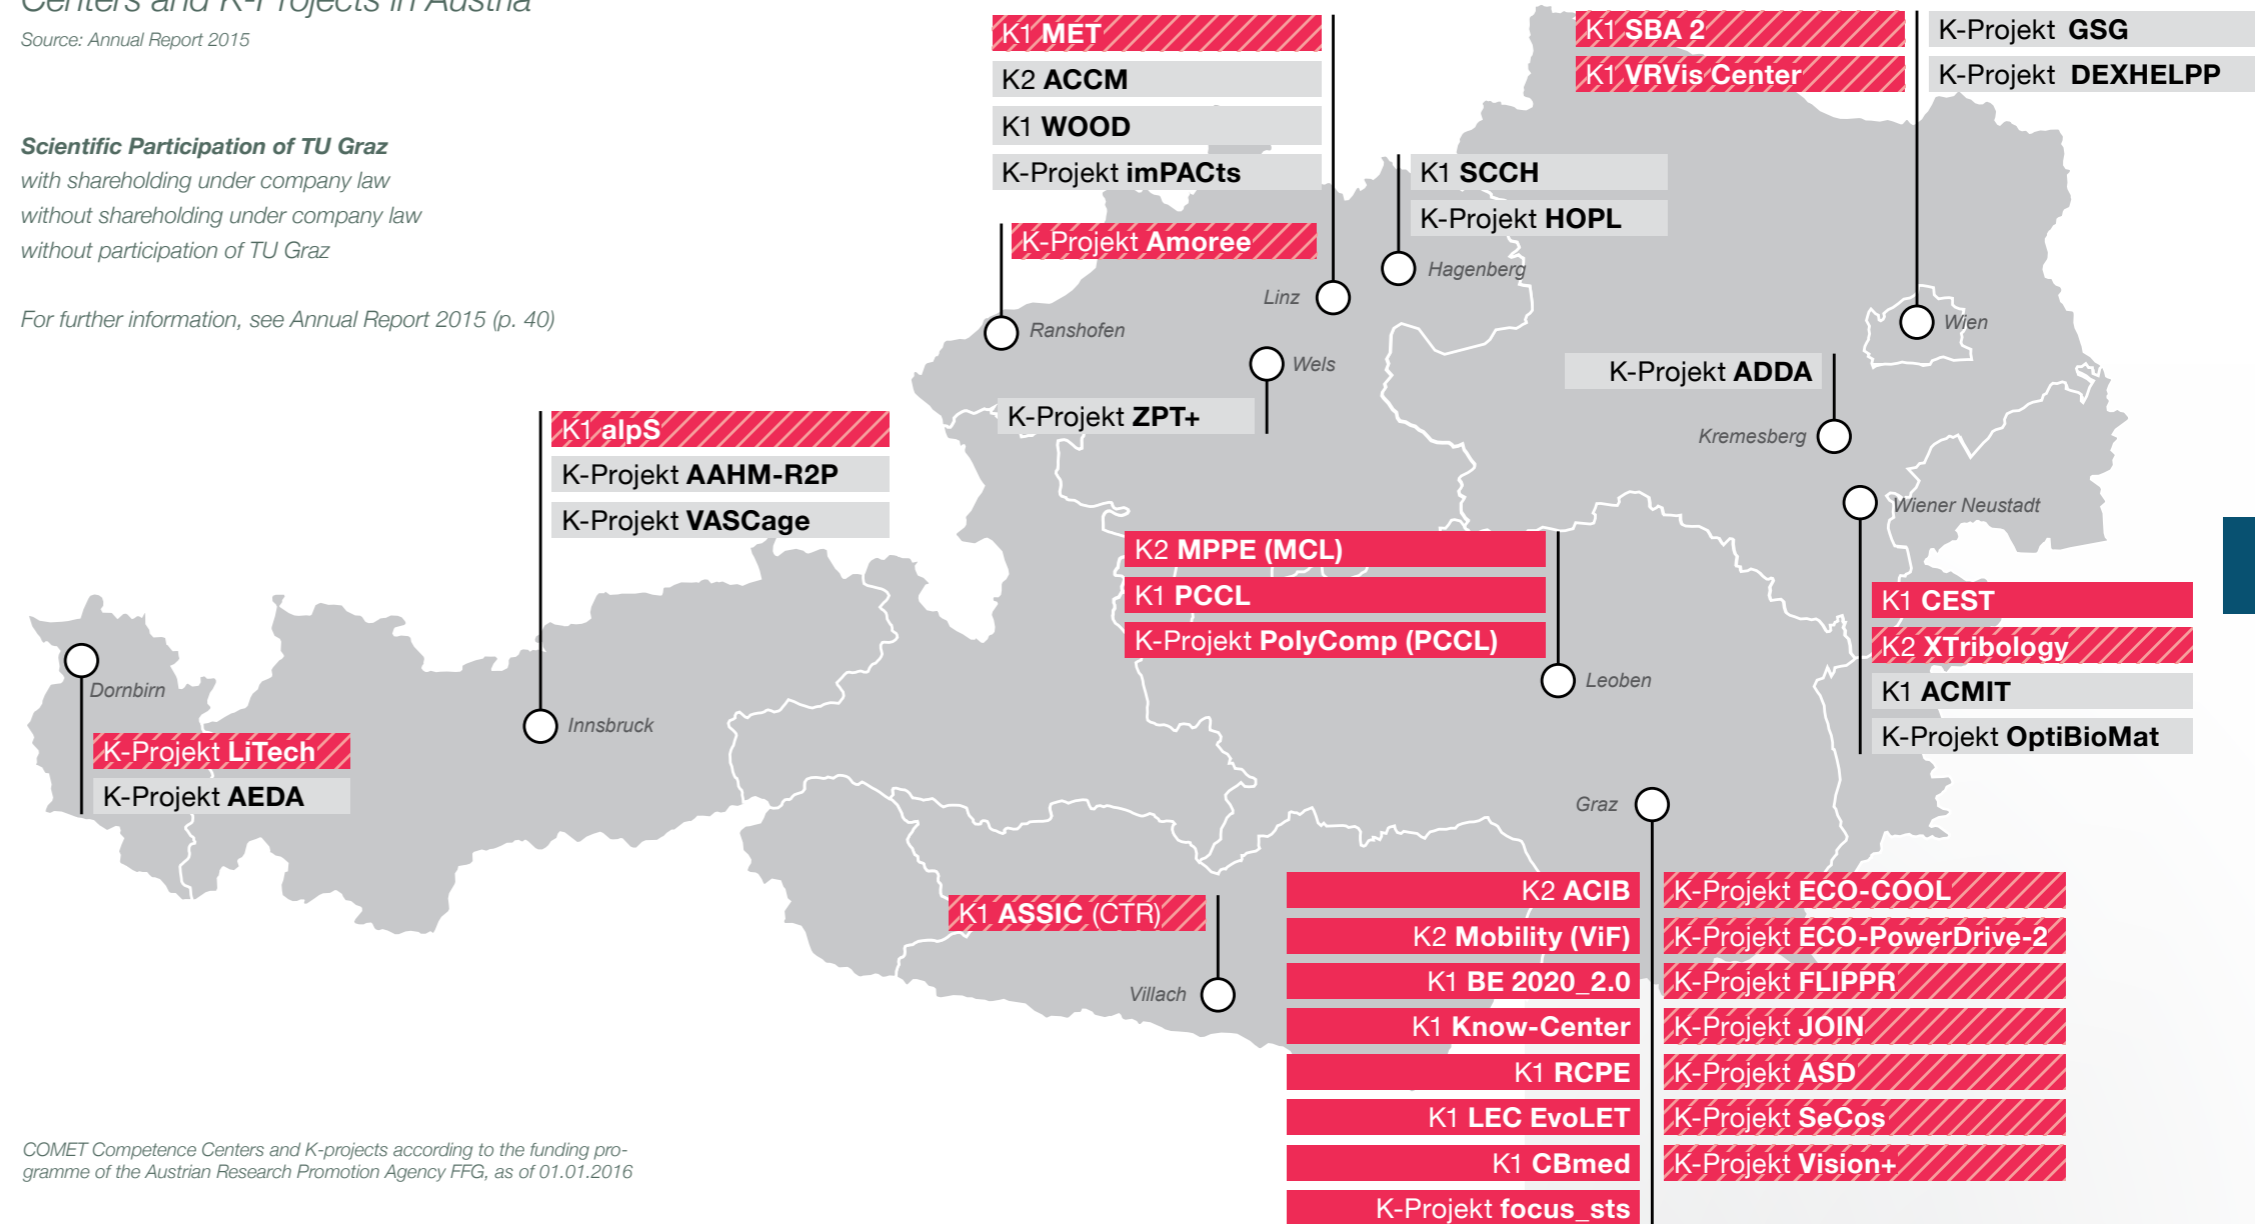 Centers and K-Projects in Austria
Source: Annual Report 2015
Scientific Participation of TU Graz
with shareholding under company law
without shareholding under company law
without participation of TU Graz
For further information, see Annual Report 2015 (p. 40)
K1 MET
K2 ACCM
K1 WOOD
K-Projekt imPACts
K1 SBA 2
K1 VRVis Center
K-Projekt GSG
K-Projekt DEXHELPP
K1 SCCH
K-Projekt HOPL
K-Projekt Amoree
Hagenberg
Linz
Ranshofen
Wien
Wels
K-Projekt ADDA
K-Projekt ZPT+
Kremesberg
K1 alpS
K-Projekt AAHM-R2P
K-Projekt VASCage
Wiener Neustadt
K2 MPPE (MCL)
K1 PCCL
K-Projekt PolyComp (PCCL)
Leoben
K1 CEST
K2 XTribology
K1 ACMIT
K-Projekt OptiBioMat
Dornbirn
Innsbruck
K-Projekt LiTech
K-Projekt AEDA
Graz
K1 ASSIC (CTR)
Villach
K2 ACIB
K2 Mobility (ViF)
K1 BE 2020_2.0
K1 Know-Center
K1 RCPE
K1 LEC EvoLET
K1 CBmed
K-Projekt focus_sts
K-Projekt ECO-COOL
K-Projekt ECO-PowerDrive-2
K-Projekt FLIPPR
K-Projekt JOIN
K-Projekt ASD
K-Projekt SeCos
K-Projekt Vision+
COMET Competence Centers and K-projects according to the funding pro-
gramme of the Austrian Research Promotion Agency FFG, as of 01.01.2016